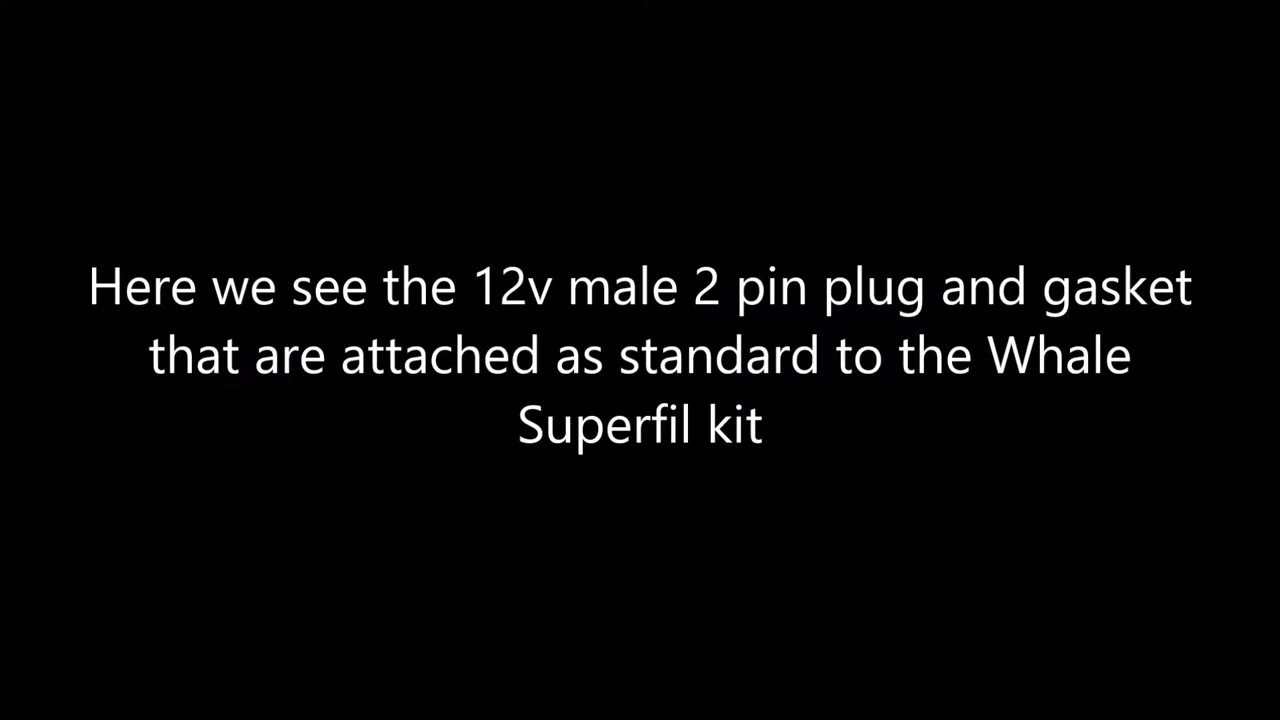 Here we see the 12v male 2 pin plug and gasket
that are attached as standard to the Whale
Superfil kit